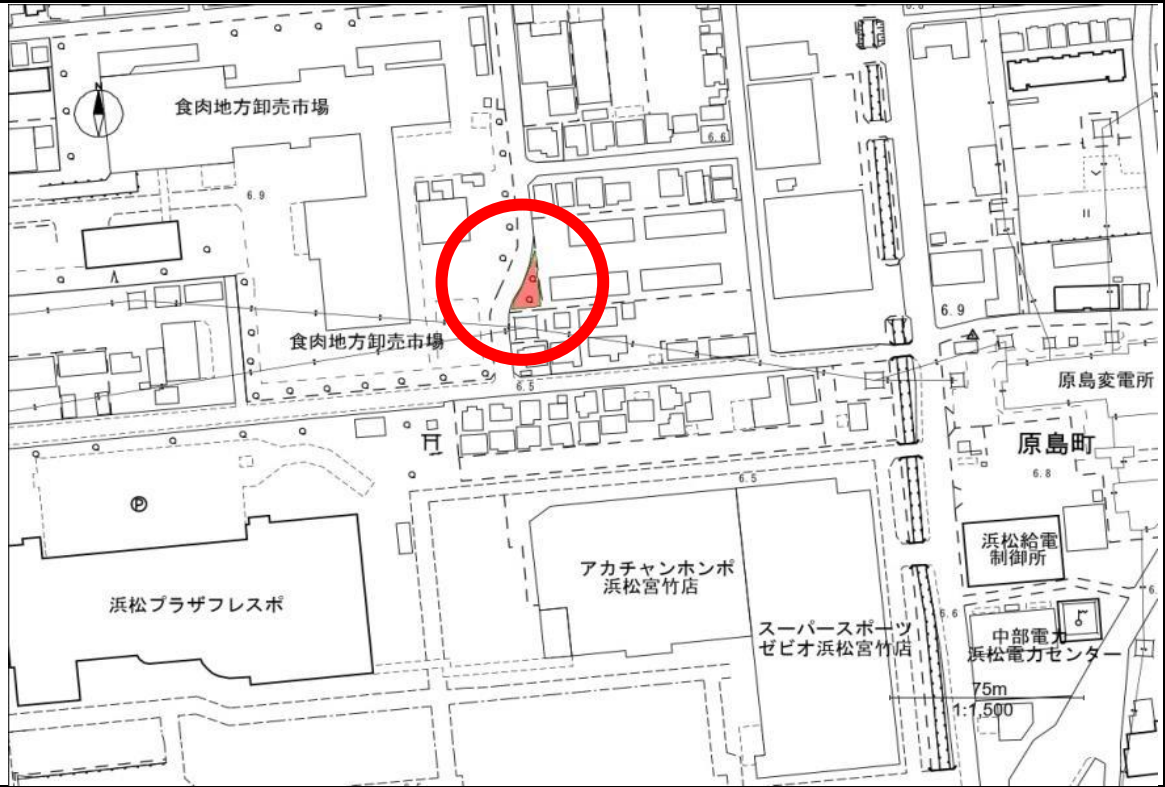 N
食肉地方卸売市場
6.9
6.6
食肉地方卸売市場
6.5
6.9
原島変電所
原島町
6.8
6.5
P
浜松給電
制御所
アカチャンホンポ
浜松宮竹店
浜松プラザフレスポ
スーパースポーツ
ゼビオ浜松宮竹店
6.6
中部電力
浜松電力センター
75m
1:1,500